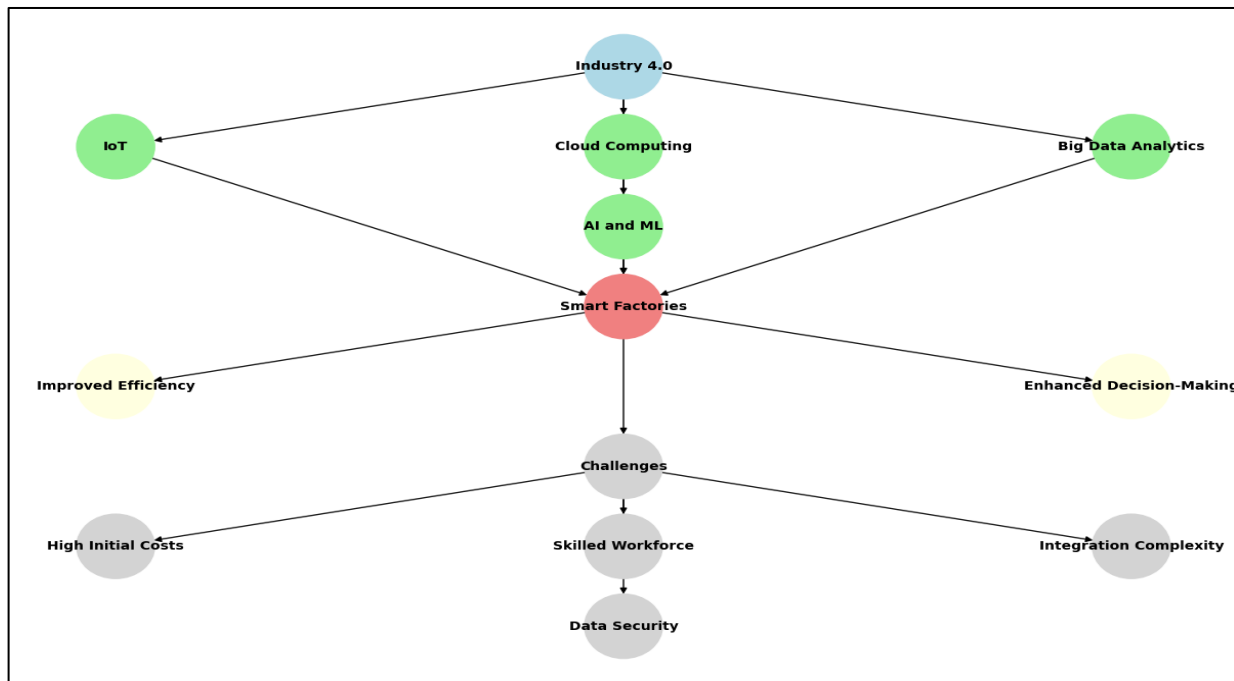 Industry 4.0
IoT
Cloud Computing
Big Data Analytics
AI and ML
Smart Factories
Improved Efficiency
Enhanced Decision-Making
Challenges
High Initial Costs
Skilled Workforce
Integration Complexity
Data Security